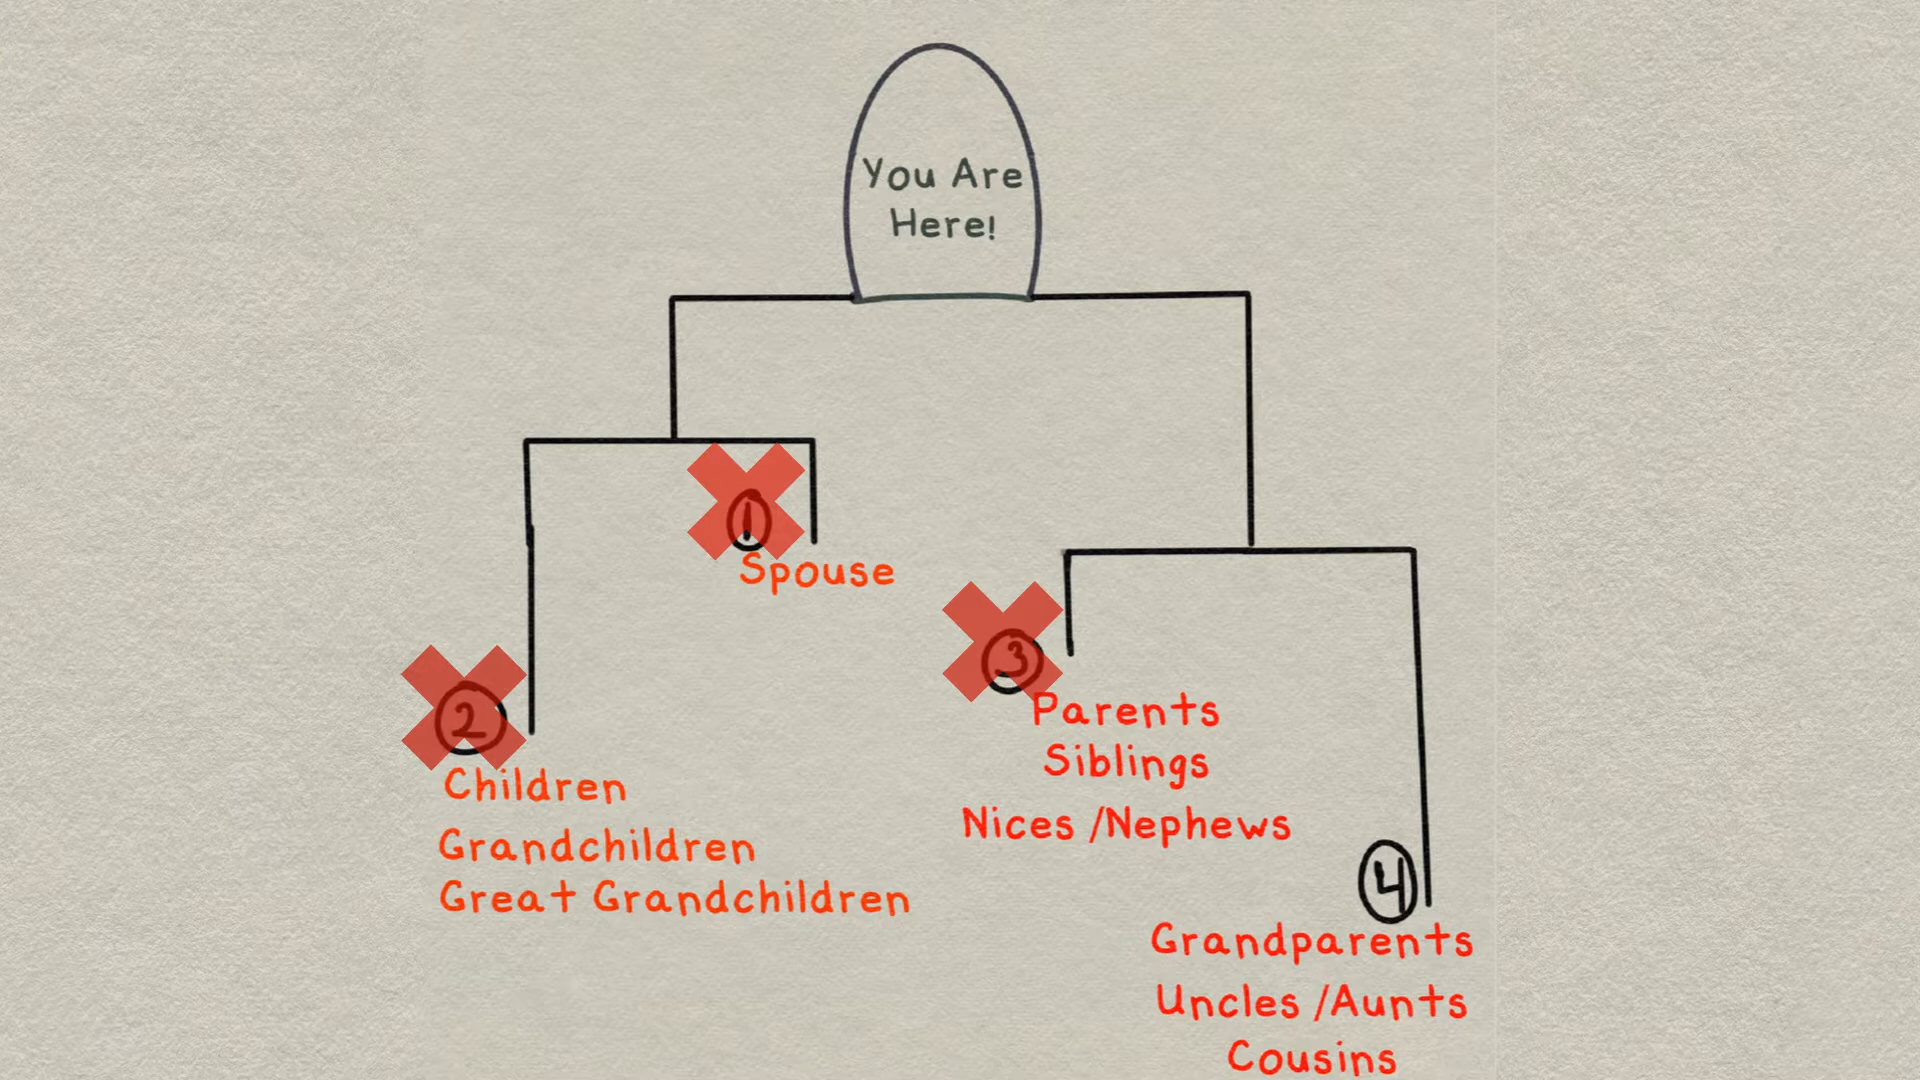 You Are
Here!
1
Spouse
2
Children
Grandchildren
Great Grandchildren
3
Parents
Siblings
Nices /Nephews
4
Grandparents
Uncles /Aunts
Cousins